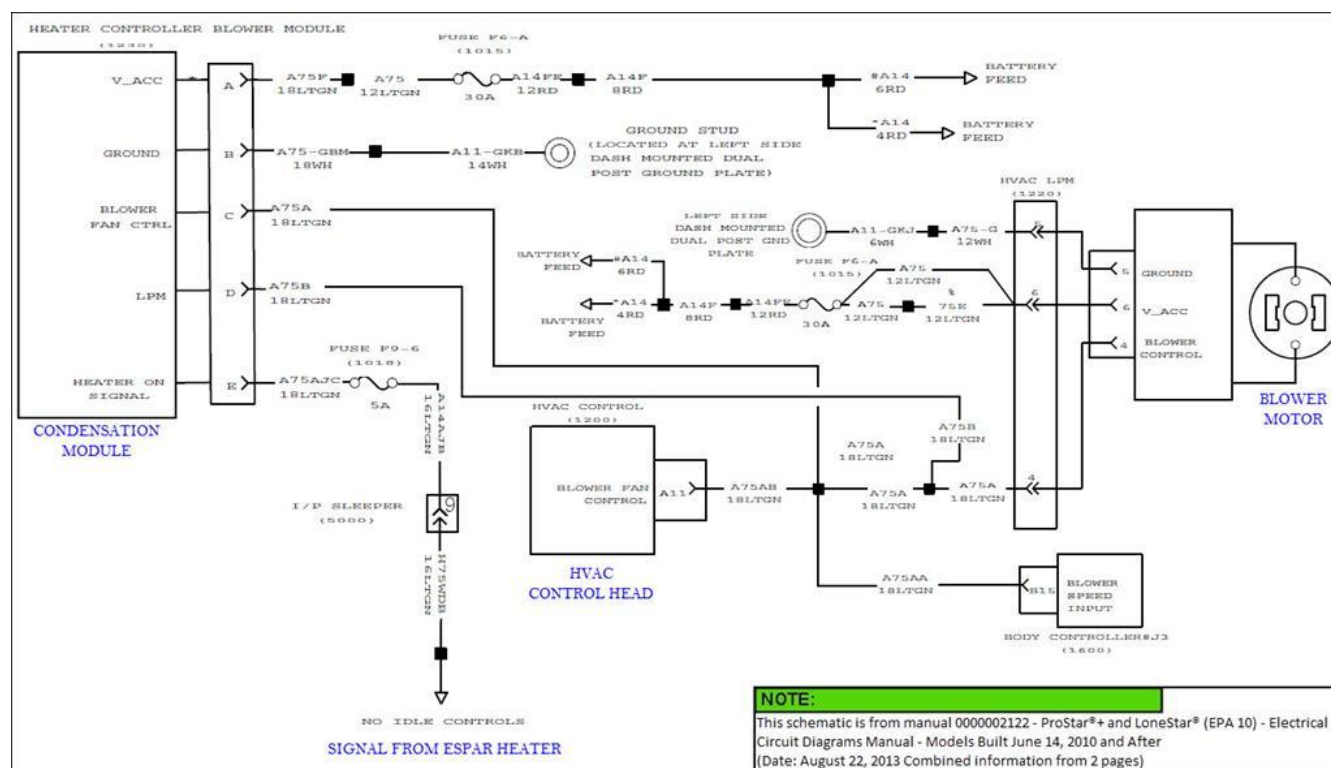 HEATER CONTROLLER BLOWER MODULE
(1230)
V_ACC
GROUND
BLOWER
FAN CTRL
LPM
HEATER ON
SIGNAL
CONDENSATION
MODULE
A
B
C
D
E
A75F
18LTGN
A75
12LTGN
FUSE F6-A
(1015)
30A
A14FE
12RD
A14F
8RD
#A14
6RD
BATTERY
FEED
*A14
4RD
BATTERY
FEED
A75-GBM
18WH
A11-GKB
14WH
GROUND STUD
(LOCATED AT LEFT SIDE
DASH MOUNTED DUAL
POST GROUND PLATE)
A75A
18LTGN
A75B
18LTGN
A75AJC
18LTGN
FUSE F9-6
(1018)
5A
A14AJB
16LTGN
I/P SLEEPER
(5000)
9
H75WDB
16LTGN
NO IDLE CONTROLS
SIGNAL FROM ESPAR HEATER
LEFT SIDE
DASH MOUNTED
DUAL POST GND
PLATE
A11-GKJ
6WH
A75-G
12WH
HVAC LPM
(1220)
5
BATTERY
FEED
#A14
6RD
BATTERY
FEED
*A14
4RD
A14F
8RD
A14FE
12RD
FUSE F6-A
(1015)
30A
A75
12LTGN
A75
12LTGN
%
75E
12LTGN
6
4
5
GROUND
6
V_ACC
4
BLOWER
CONTROL
BLOWER
MOTOR
HVAC CONTROL
(1200)
BLOWER FAN
CONTROL
A11
HVAC
CONTROL HEAD
A75AB
18LTGN
A75A
18LTGN
A75B
18LTGN
A75A
18LTGN
A75A
18LTGN
A75AA
18LTGN
B15
BLOWER
SPEED
INPUT
BODY CONTROLLER#J3
(1600)
NOTE:
This schematic is from manual 0000002122 - ProStar®+ and LoneStar® (EPA 10) - Electrical
Circuit Diagrams Manual - Models Built June 14, 2010 and After
(Date: August 22, 2013 Combined information from 2 pages)